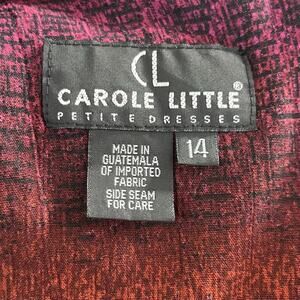 CL
CAROLE LITTLE®
PETITE DRESSES
14
MADE IN
GUATEMALA
OF IMPORTED
FABRIC
SIDE SEAM
FOR CARE